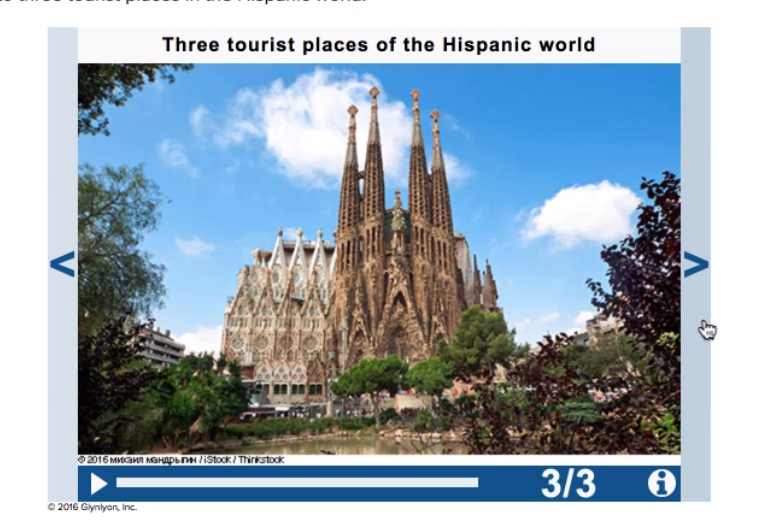 three tourist places in the Hispanic world.
Three tourist places of the Hispanic world
<
>
© 2016 михаил мандрыгин / iStock / Thinkstock
3/3
i
© 2016 Glynlyon, Inc.